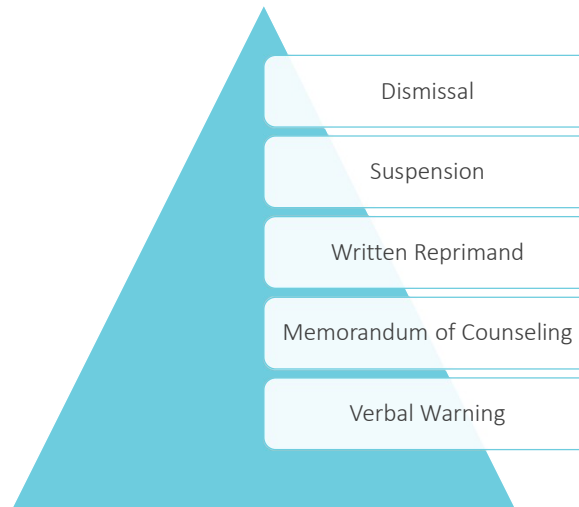 Dismissal
Suspension
Written Reprimand
Memorandum of Counseling
Verbal Warning